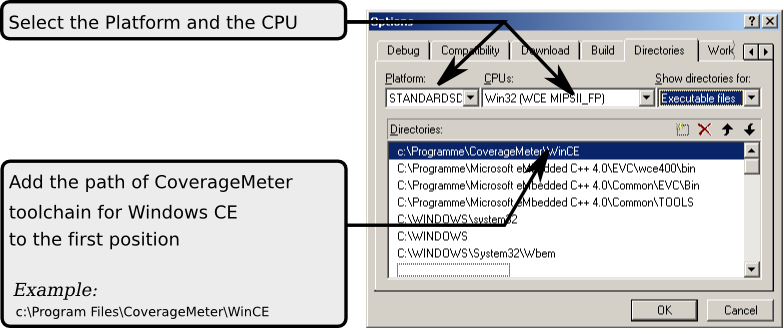 Select the Platform and the CPU
Options
Debug Compatibility Download Build Directories Work
Platform: CPUs: Show directories for:
STANDARDSD Win32 (WCE MIPSII_FP) Executable files
Directories:
c:\Programme\CoverageMeter\WinCE
C:\Programme\Microsoft eMbedded C++ 4.0\EVC\wce400\bin
C:\Programme\Microsoft eMbedded C++ 4.0\Common\EVC\Bin
C:\Programme\Microsoft eMbedded C++ 4.0\Common\TOOLS
C:\WINDOWS\system32
C:\WINDOWS
C:\WINDOWS\System32\Wbem
Add the path of CoverageMeter
toolchain for Windows CE
to the first position
Example:
c:\Program Files\CoverageMeter\WinCE
OK Cancel